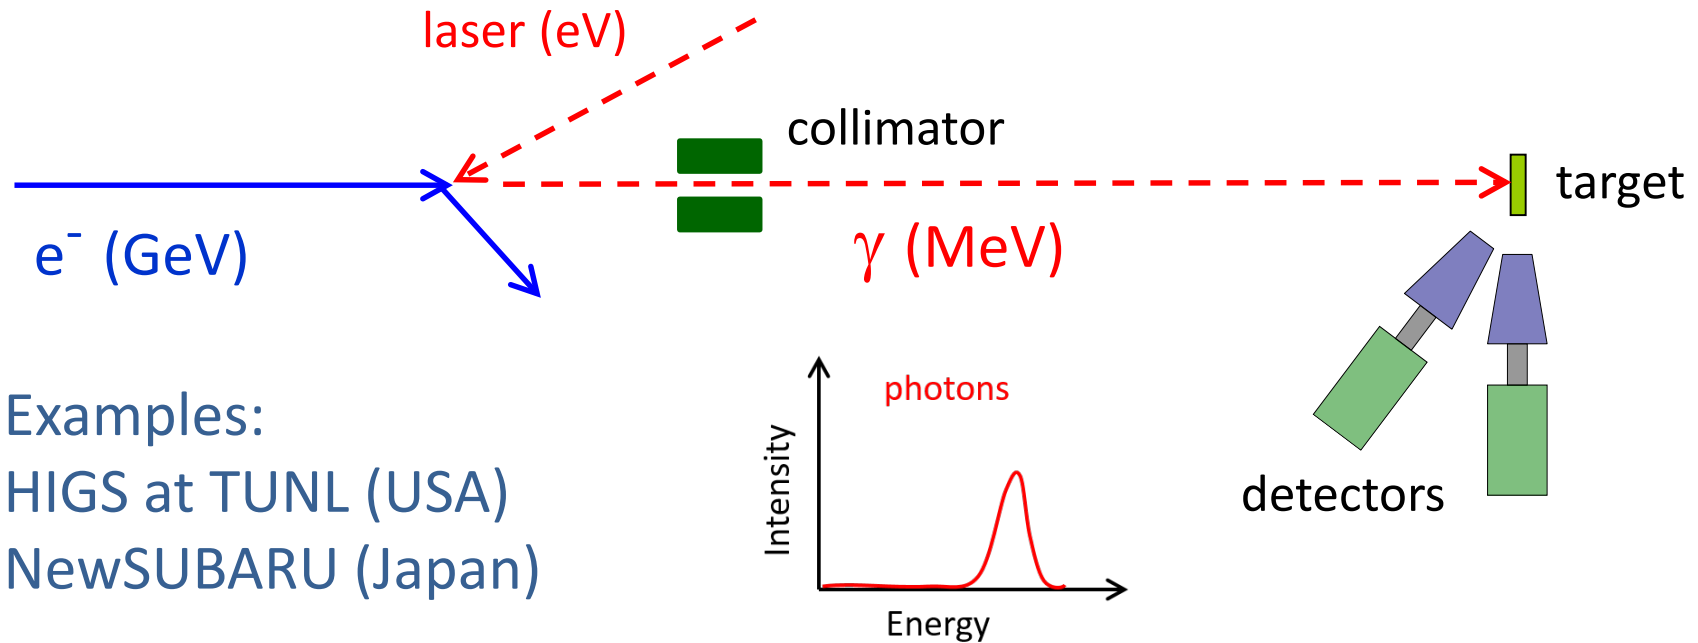 laser (eV)
collimator
target
e⁻ (GeV)
γ (MeV)
photons
Intensity
Energy
detectors
Examples:
HIGS at TUNL (USA)
NewSUBARU (Japan)